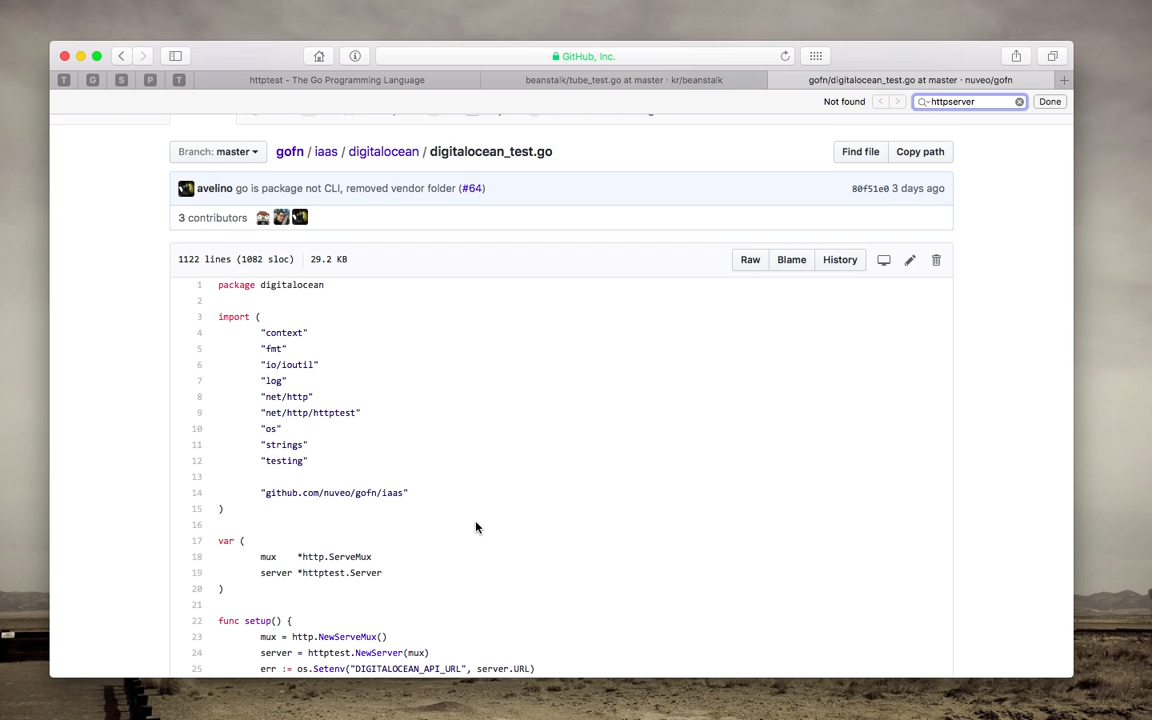 GitHub, Inc.
T G S P T httptest - The Go Programming Language beanstalk/tube_test.go at master · kr/beanstalk gofn/digitalocean_test.go at master · nuveo/gofn
Not found httpserver Done
Branch: master gofn / iaas / digitalocean / digitalocean_test.go Find file Copy path
avelino go is package not CLI, removed vendor folder (#64) 80f51e0 3 days ago
3 contributors
1122 lines (1082 sloc) 29.2 KB Raw Blame History
1 package digitalocean
2
3 import (
4 "context"
5 "fmt"
6 "io/ioutil"
7 "log"
8 "net/http"
9 "net/http/httptest"
10 "os"
11 "strings"
12 "testing"
13
14 "github.com/nuveo/gofn/iaas"
15 )
16
17 var (
18 mux *http.ServeMux
19 server *httptest.Server
20 )
21
22 func setup() {
23 mux = http.NewServeMux()
24 server = httptest.NewServer(mux)
25 err := os.Setenv("DIGITALOCEAN_API_URL", server.URL)